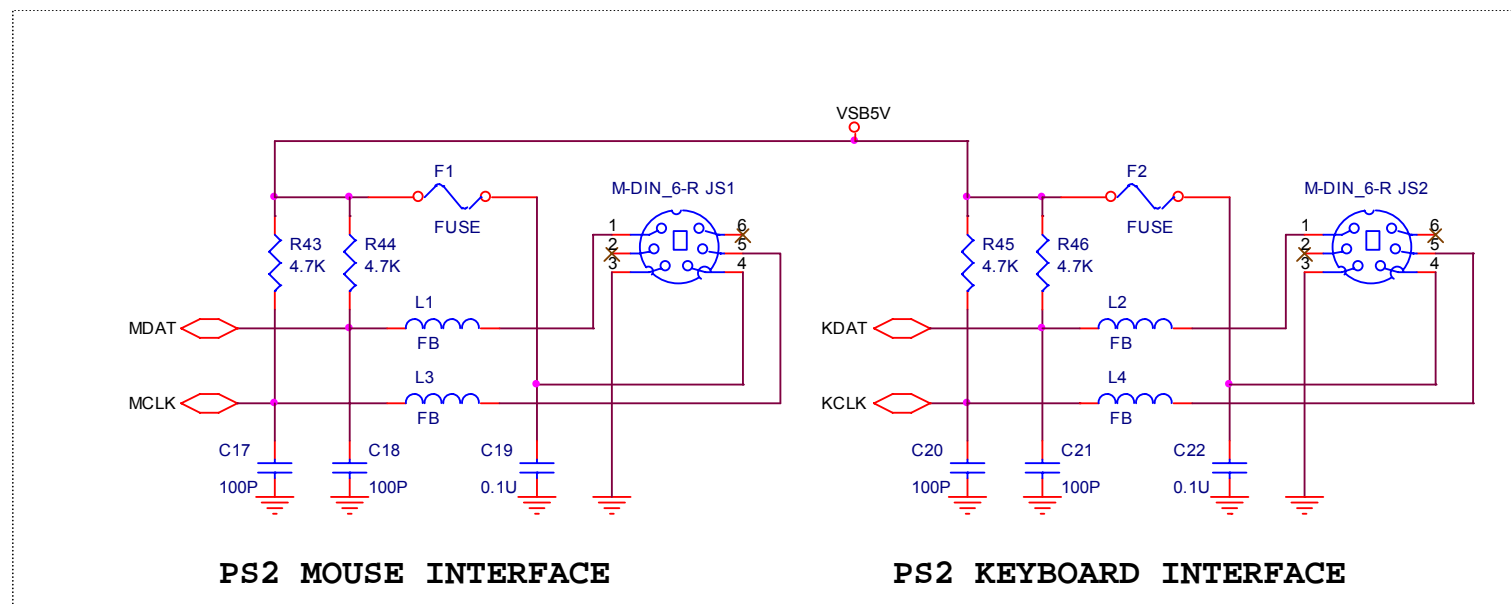 VSB5V
F1
FUSE
M-DIN_6-R JS1
1
2
3
6
5
4
R43
4.7K
R44
4.7K
MDAT
L1
FB
MCLK
L3
FB
C17
100P
C18
100P
C19
0.1U
F2
FUSE
M-DIN_6-R JS2
1
2
3
6
5
4
R45
4.7K
R46
4.7K
KDAT
L2
FB
KCLK
L4
FB
C20
100P
C21
100P
C22
0.1U
PS2 MOUSE INTERFACE
PS2 KEYBOARD INTERFACE